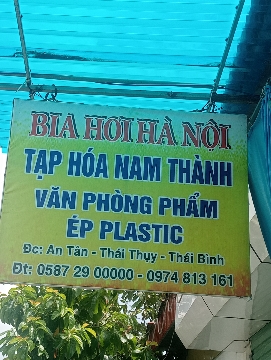 BIA HƠI HÀ NỘI
TẠP HÓA NAM THÀNH
VĂN PHÒNG PHẨM
ÉP PLASTIC
Đc: An Tân - Thái Thụy - Thái Bình
Đt: 0587 29 00000 - 0974 813 161